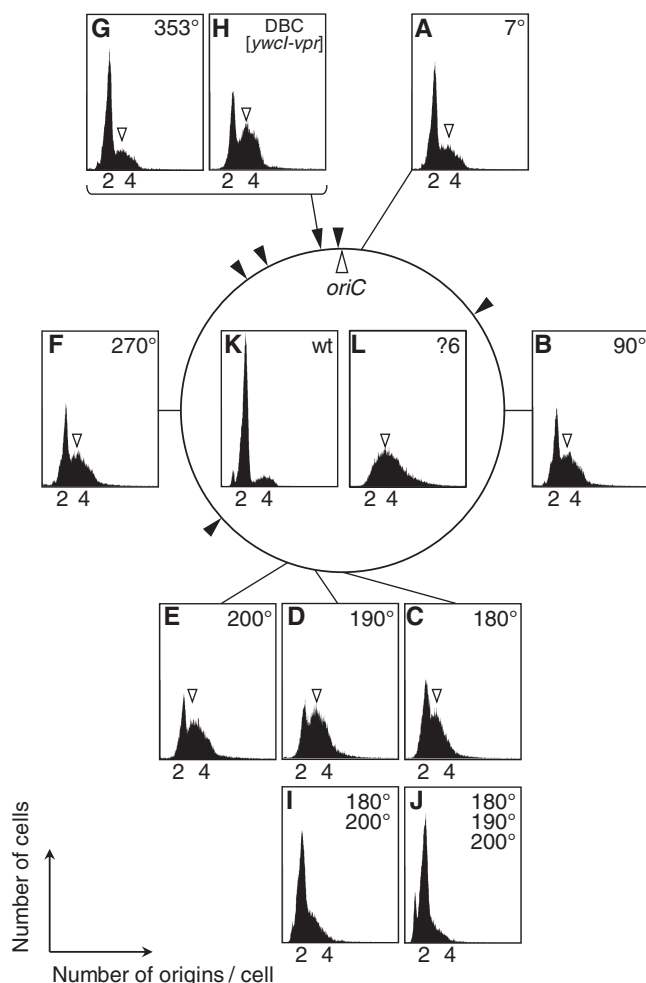 G 353°
2 4
H DBC
[ywcI-vpr]
2 4
A 7°
2 4
oriC
F 270°
2 4
K wt
2 4
L ?6
2 4
B 90°
2 4
E 200°
2 4
D 190°
2 4
C 180°
2 4
I 180°
200°
2 4
J 180°
190°
200°
2 4
Number of cells
Number of origins / cell